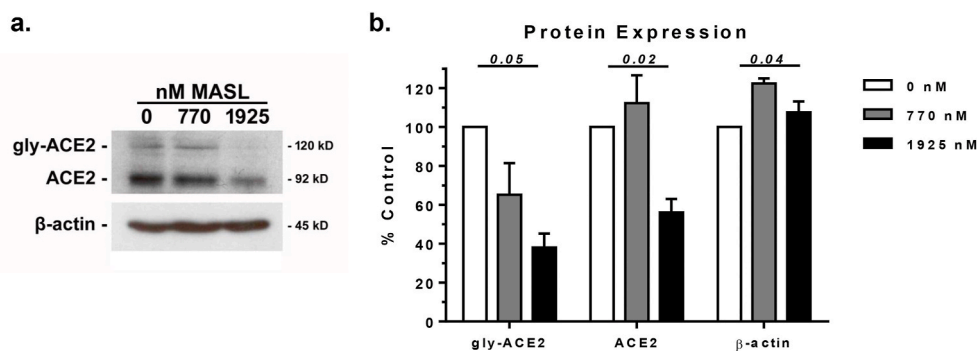 a.
nM MASL
0 770 1925
gly-ACE2 - - 120 kD
ACE2 - - 92 kD
β-actin - - 45 kD
b.
Protein Expression
0.05 0.02 0.04
% Control
120
100
80
60
40
20
0
gly-ACE2 ACE2 β-actin
0 nM
770 nM
1925 nM